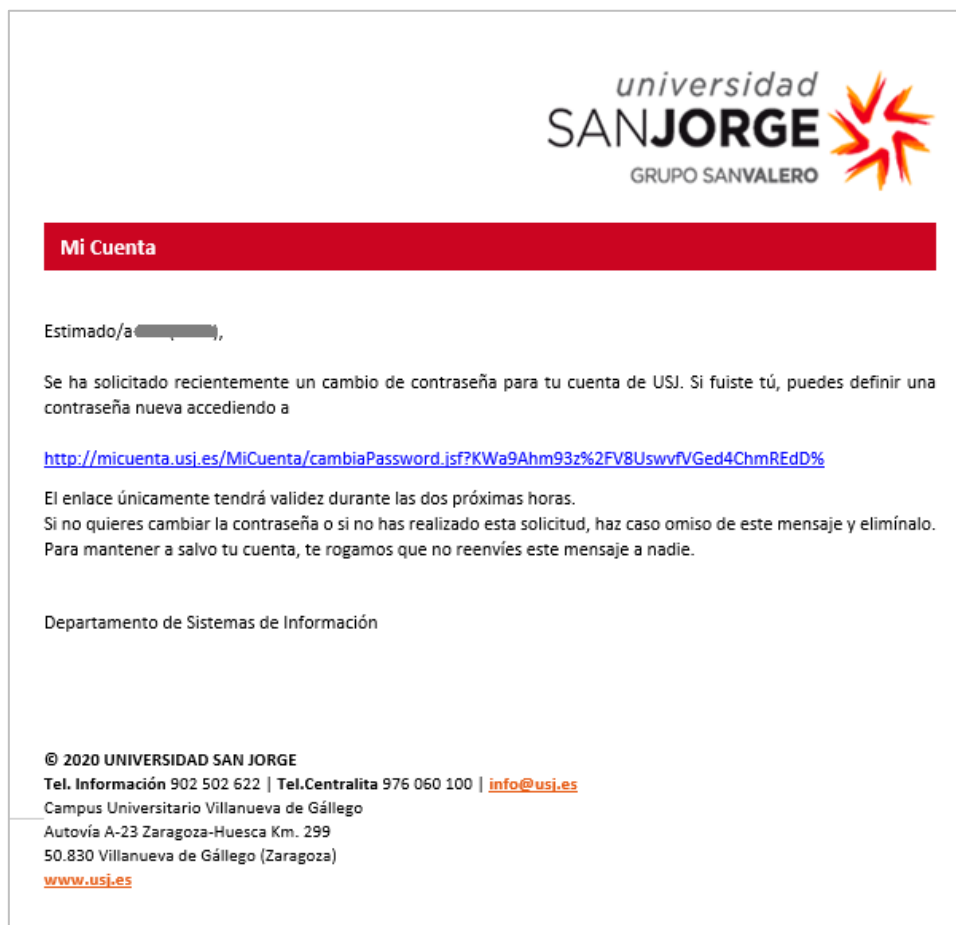 universidad
SANJORGE
GRUPO SANVALERO
Mi Cuenta
Estimado/a ,
Se ha solicitado recientemente un cambio de contraseña para tu cuenta de USJ. Si fuiste tú, puedes definir una
contraseña nueva accediendo a
http://micuenta.usj.es/MiCuenta/cambiaPassword.jsf?KWa9Ahm93z%2FV8UswvfVGed4ChmREdD%
El enlace únicamente tendrá validez durante las dos próximas horas.
Si no quieres cambiar la contraseña o si no has realizado esta solicitud, haz caso omiso de este mensaje y elimínalo.
Para mantener a salvo tu cuenta, te rogamos que no reenvíes este mensaje a nadie.
Departamento de Sistemas de Información
© 2020 UNIVERSIDAD SAN JORGE
Tel. Información 902 502 622 | Tel.Centralita 976 060 100 | info@usj.es
Campus Universitario Villanueva de Gállego
Autovía A-23 Zaragoza-Huesca Km. 299
50.830 Villanueva de Gállego (Zaragoza)
www.usj.es